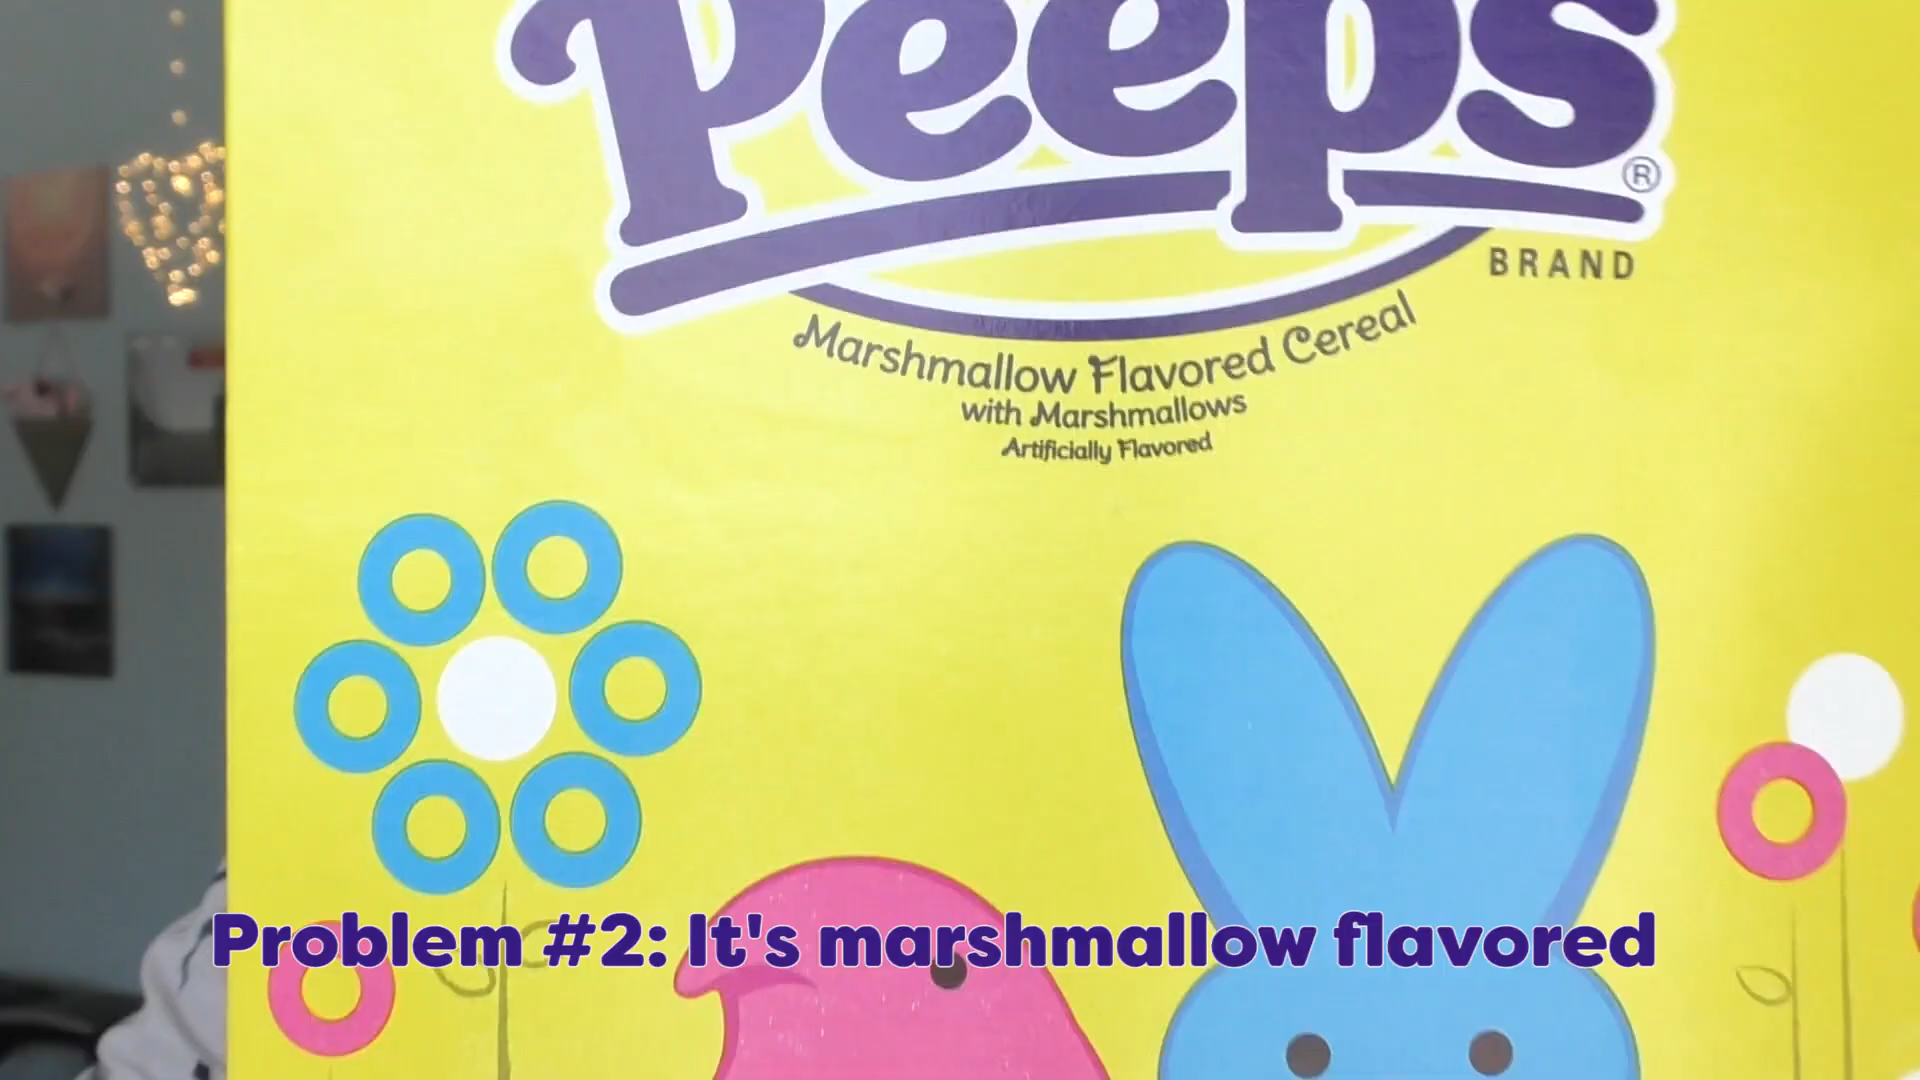 Peeps
®
BRAND
Marshmallow Flavored Cereal
with Marshmallows
Artificially Flavored
Problem #2: It's marshmallow flavored